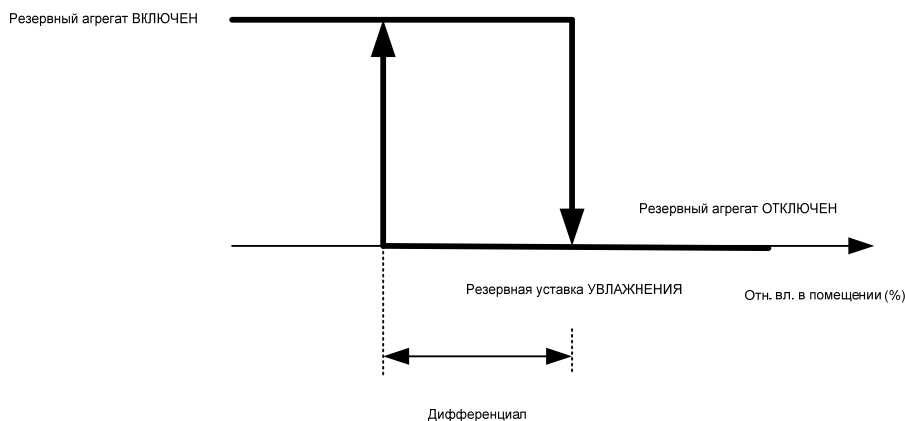 Резервный агрегат ВКЛЮЧЕН
Резервный агрегат ОТКЛЮЧЕН
Резервная уставка УВЛАЖНЕНИЯ
Отн. вл. в помещении (%)
Дифференциал